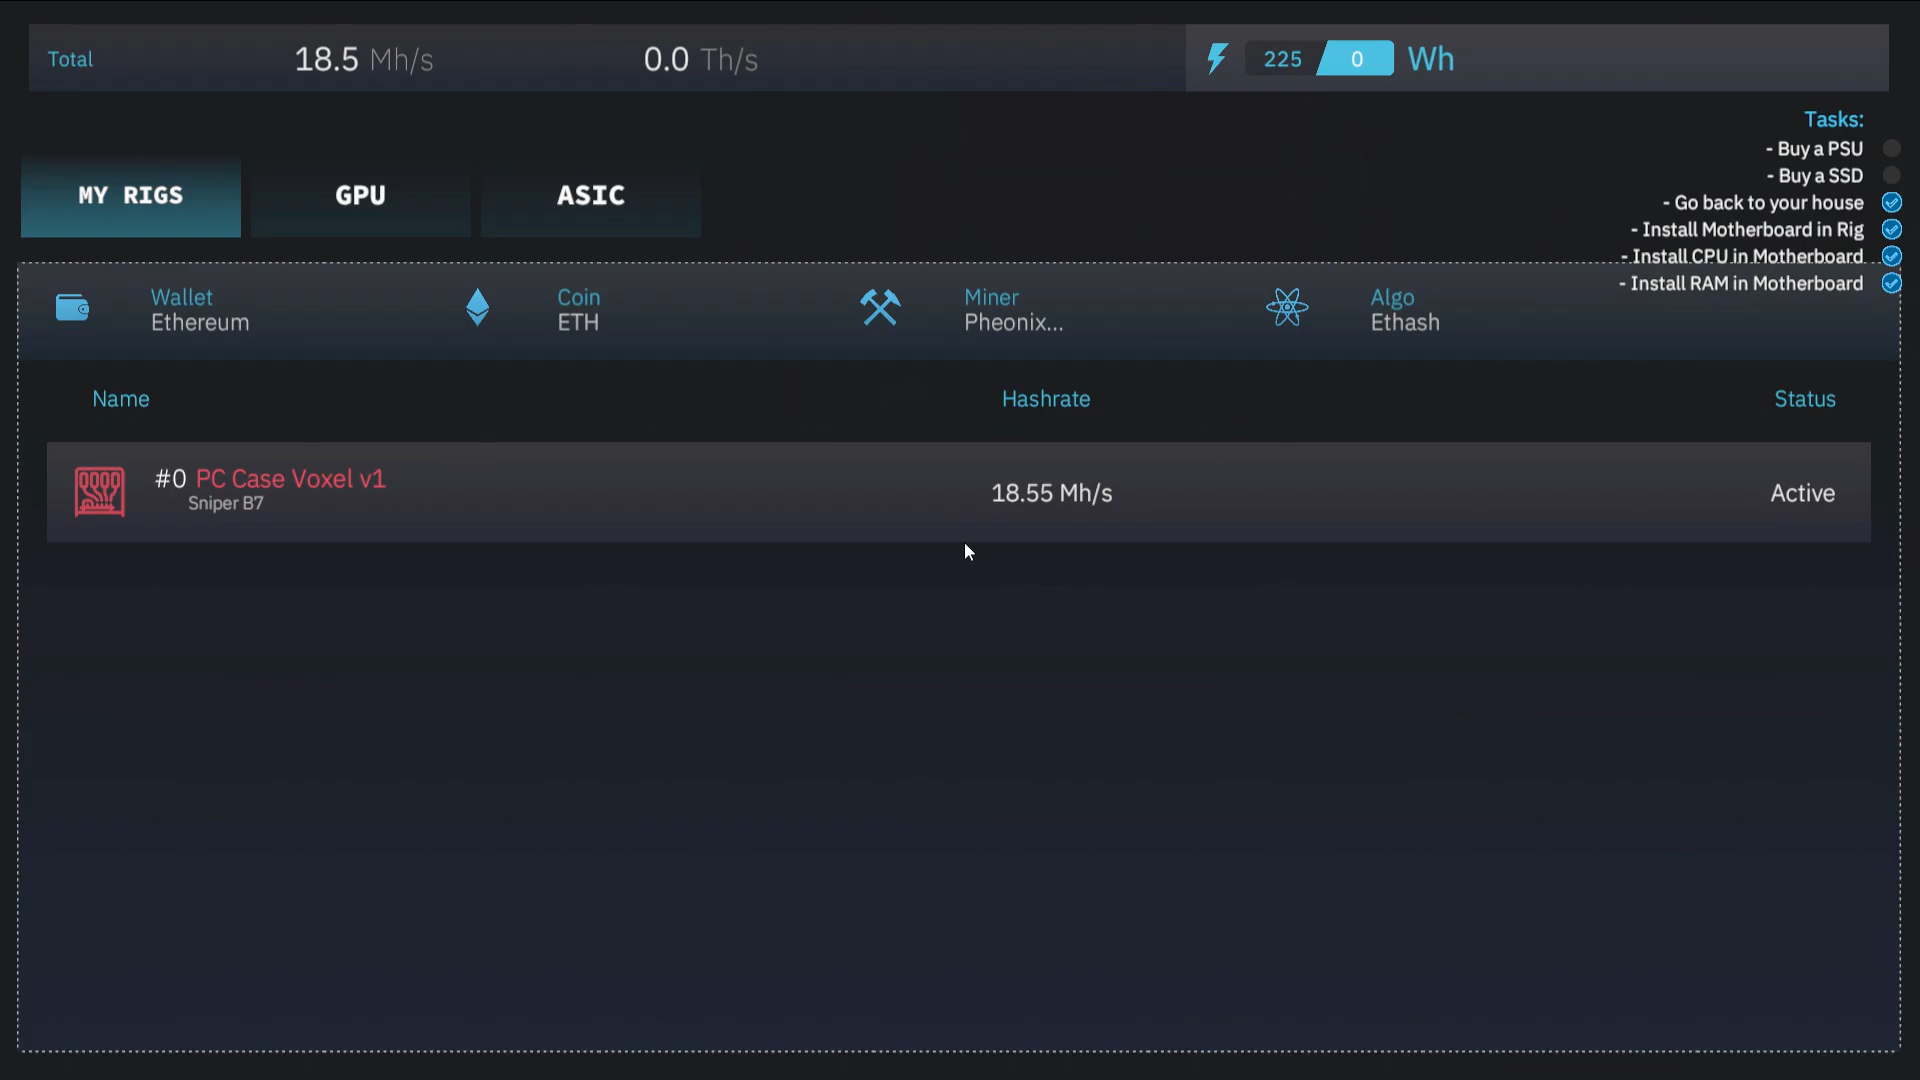 Total 18.5 Mh/s 0.0 Th/s 225 0 Wh
Tasks:
- Buy a PSU
- Buy a SSD
- Go back to your house
- Install Motherboard in Rig
- Install CPU in Motherboard
- Install RAM in Motherboard
MY RIGS GPU ASIC
Wallet Coin Miner Algo
Ethereum ETH Pheonix... Ethash
Name Hashrate Status
#0 PC Case Voxel v1 18.55 Mh/s Active
Sniper B7